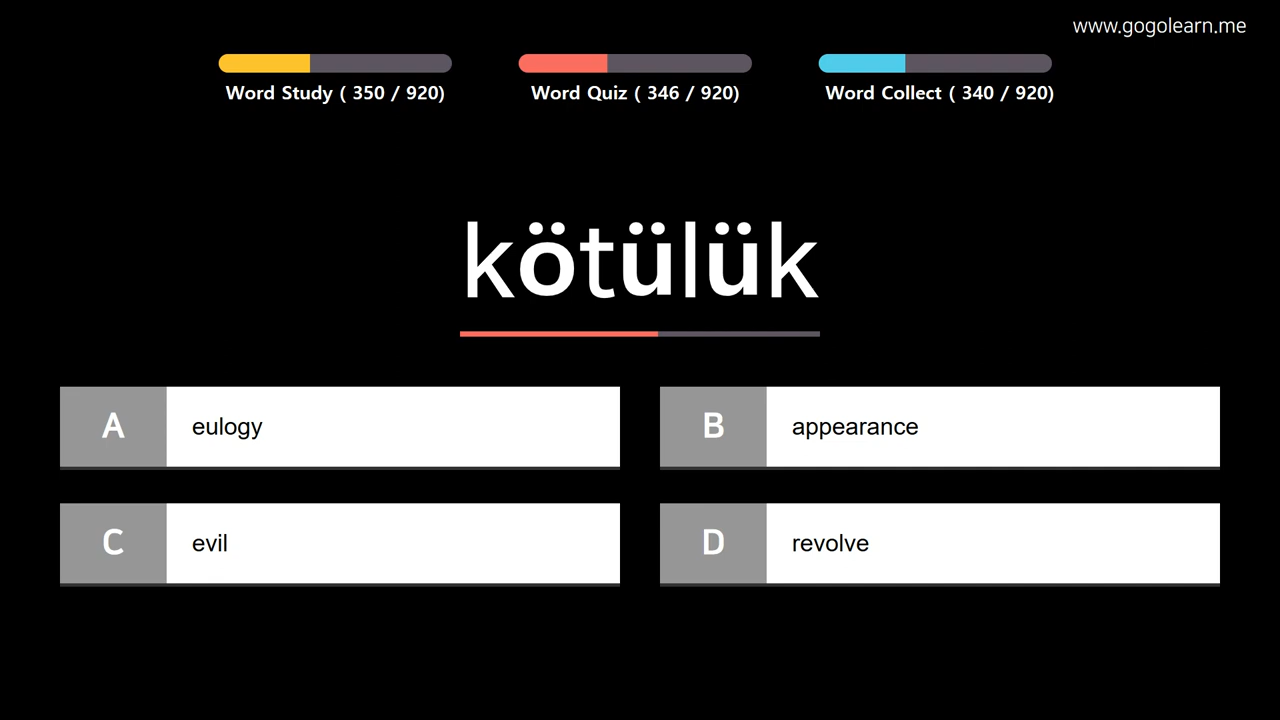 www.gogolearn.me
Word Study ( 350 / 920)
Word Quiz ( 346 / 920)
Word Collect ( 340 / 920)
kötülük
A eulogy
B appearance
C evil
D revolve